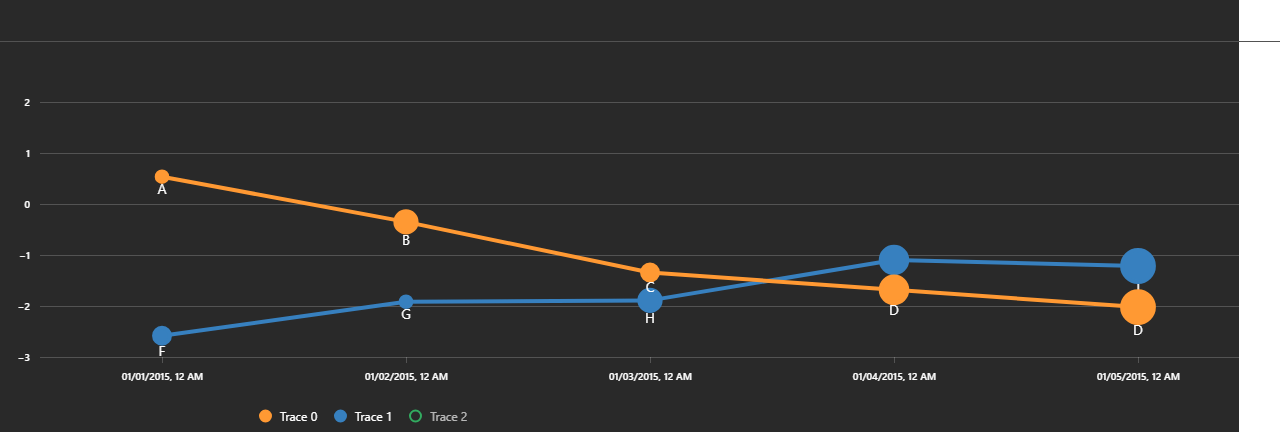 2
1
0
A
B
−1
C
−2
D
G
H
D
F
−3
01/01/2015, 12 AM 01/02/2015, 12 AM 01/03/2015, 12 AM 01/04/2015, 12 AM 01/05/2015, 12 AM
Trace 0 Trace 1 Trace 2